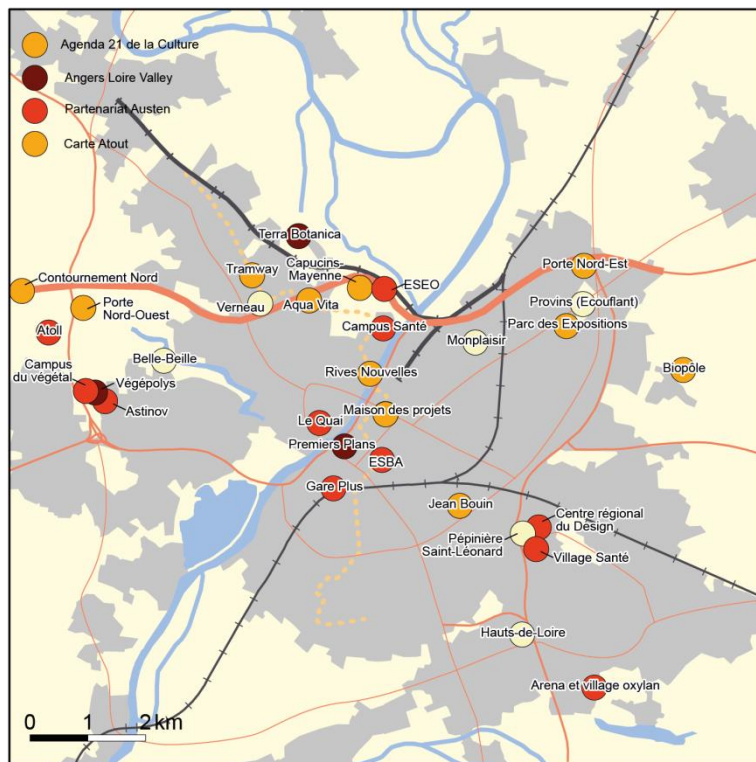 Agenda 21 de la Culture
Angers Loire Valley
Partenariat Austen
Carte Atout
Terra Botanica
Capucins-
Mayenne
Tramway
ESEO
Porte Nord-Est
Contournement Nord
Porte
Nord-Ouest
Verneau
Aqua Vita
Provins (Ecouflant)
Atoll
Campus Santé
Parc des Expositions
Monplaisir
Belle-Beille
Campus
du végétal
Végépolys
Astinov
Rives Nouvelles
Biopôle
Maison des projets
Le Quai
Premiers Plans
ESBA
Gare Plus
Jean Bouin
Centre régional
du Design
Pépinière
Saint-Léonard
Village Santé
Hauts-de-Loire
Arena et village oxylan
0 1 2 km